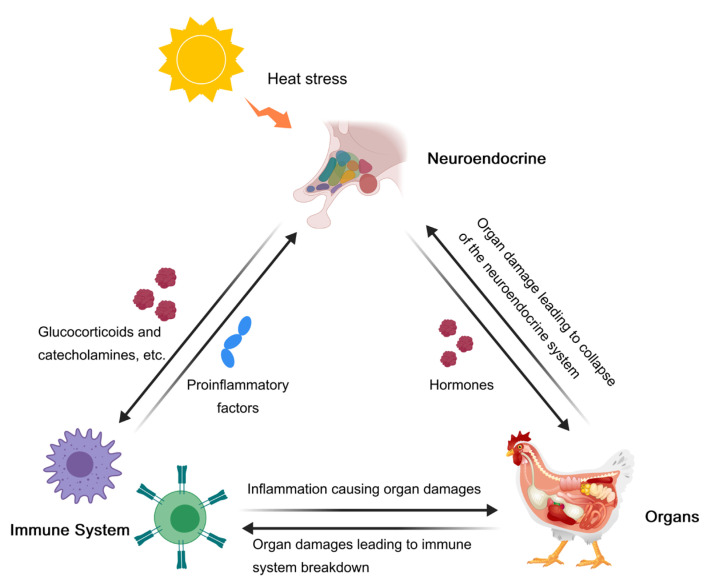 Heat stress
Neuroendocrine
Organ damage leading to collapse
of the neuroendocrine system
Glucocorticoids and
catecholamines, etc.
Proinflammatory
factors
Hormones
Immune System
Inflammation causing organ damages
Organ damages leading to immune
system breakdown
Organs